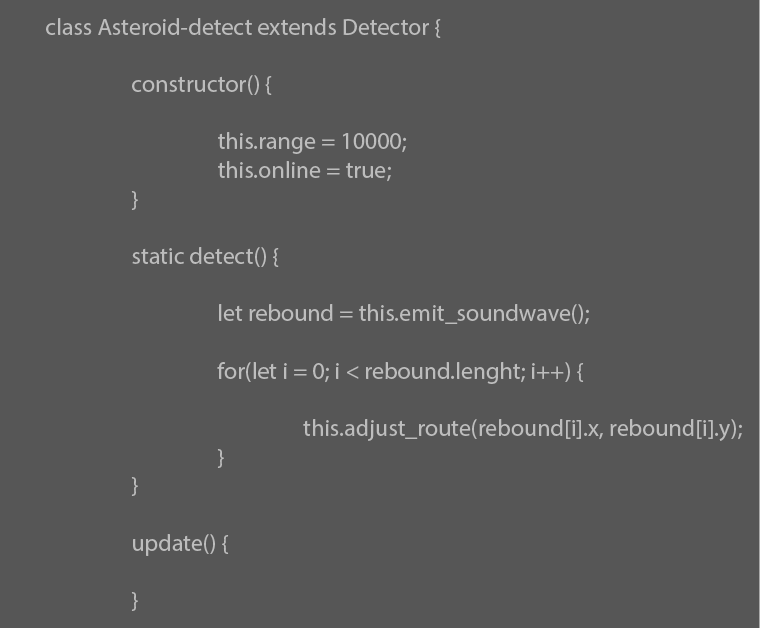 class Asteroid-detect extends Detector {
constructor() {
this.range = 10000;
this.online = true;
}
static detect() {
let rebound = this.emit_soundwave();
for(let i = 0; i < rebound.lenght; i++) {
this.adjust_route(rebound[i].x, rebound[i].y);
}
}
update() {
}